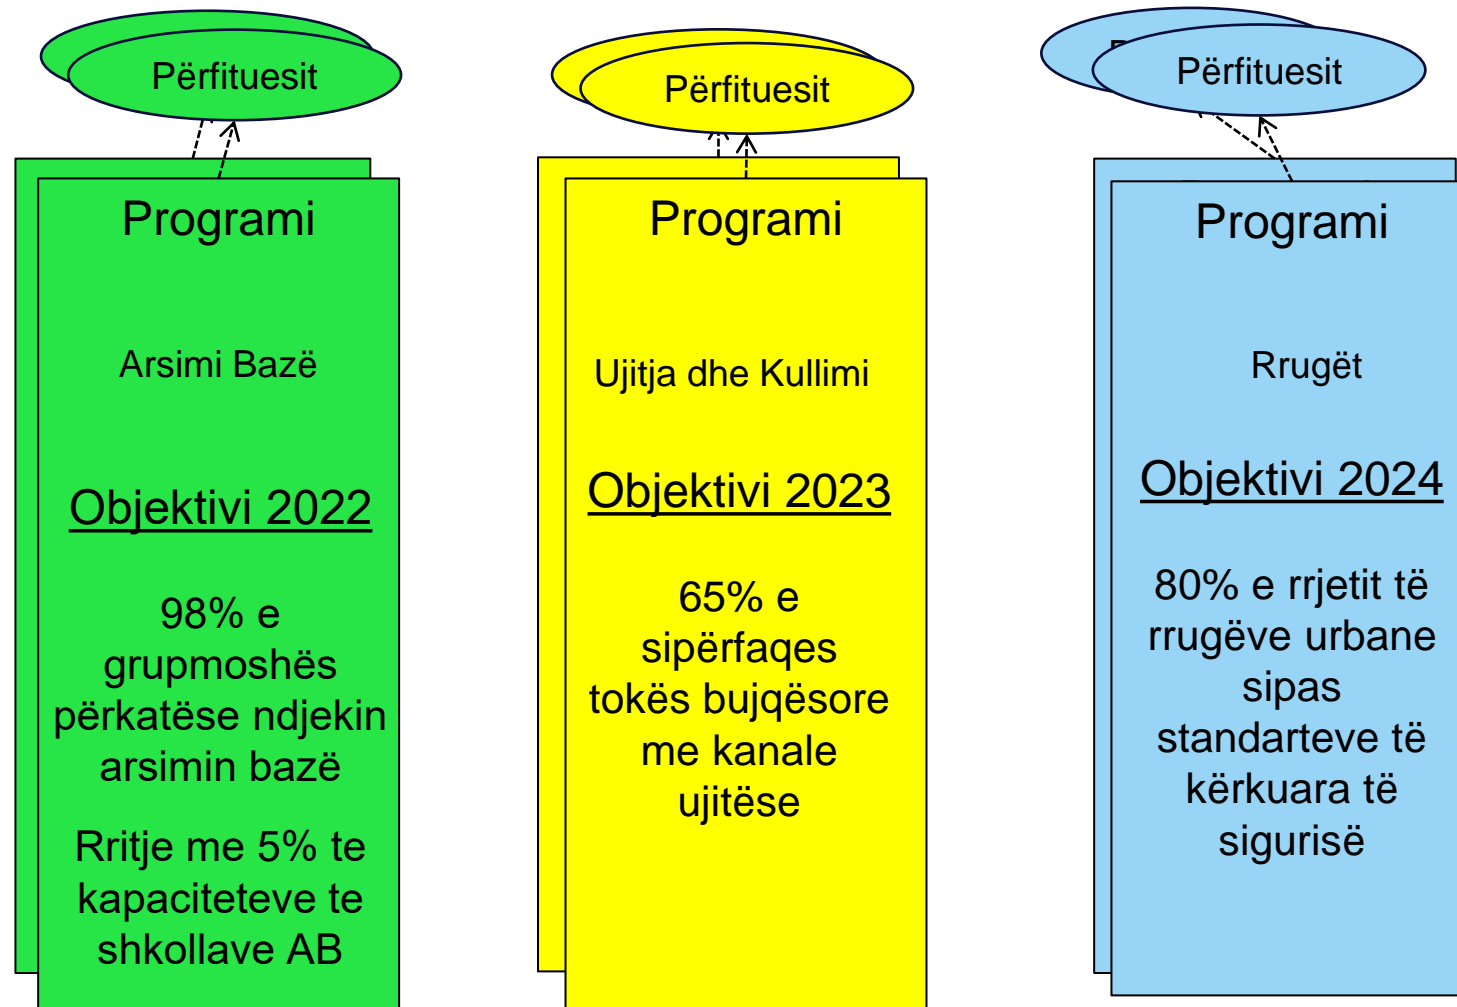 Përfituesit
Programi
Arsimi Bazë
Objektivi 2022
98% e
grupmoshës
përkatëse ndjekin
arsimin bazë
Rritje me 5% te
kapaciteteve te
shkollave AB
Përfituesit
Programi
Ujitja dhe Kullimi
Objektivi 2023
65% e
sipërfaqes
tokës bujqësore
me kanale
ujitëse
Përfituesit
Programi
Rrugët
Objektivi 2024
80% e rrjetit të
rrugëve urbane
sipas
standarteve të
kërkuara të
sigurisë